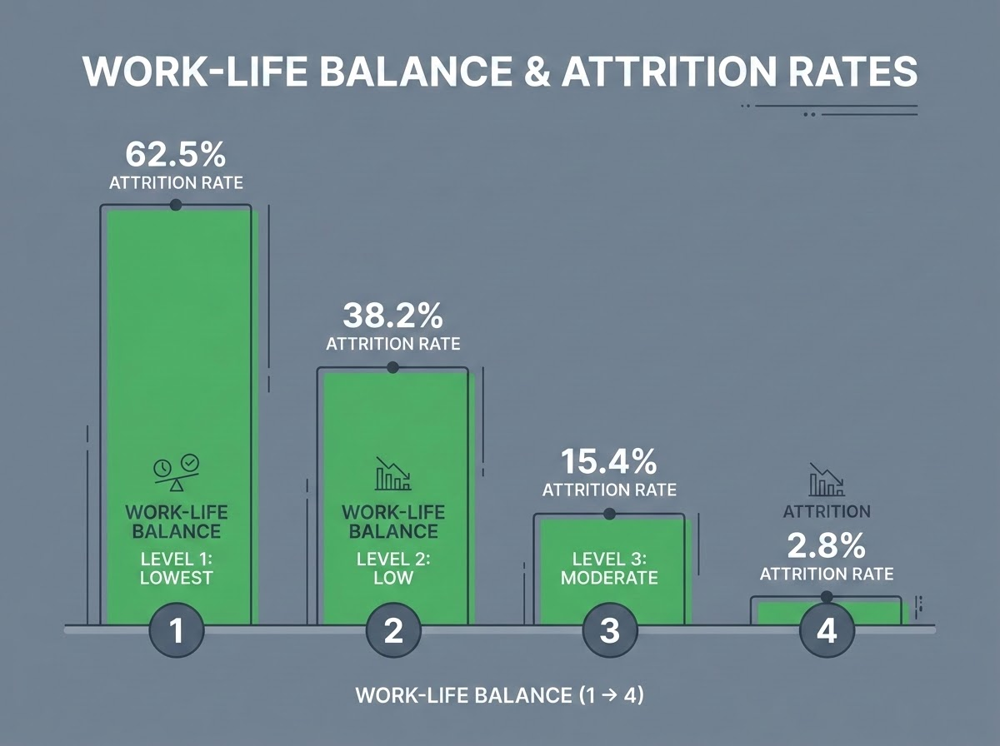 WORK-LIFE BALANCE & ATTRITION RATES
62.5%
ATTRITION RATE
WORK-LIFE
BALANCE
LEVEL 1:
LOWEST
1
38.2%
ATTRITION RATE
WORK-LIFE
BALANCE
LEVEL 2:
LOW
2
15.4%
ATTRITION RATE
LEVEL 3:
MODERATE
3
ATTRITION
2.8%
ATTRITION RATE
4
WORK-LIFE BALANCE (1 → 4)